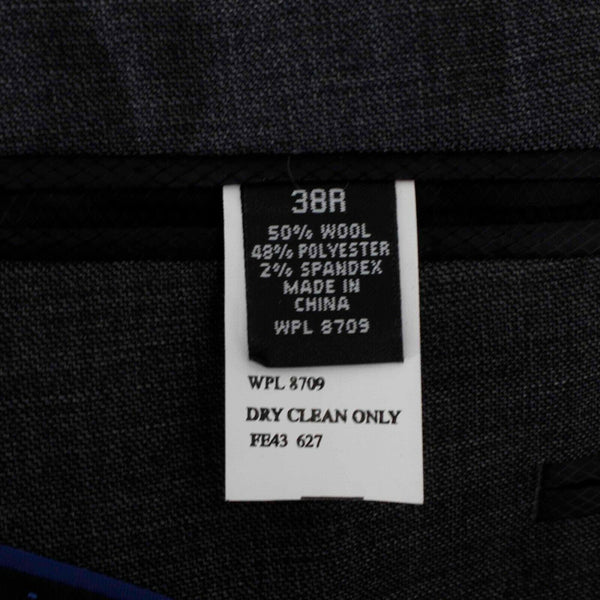 38R
50% WOOL
48% POLYESTER
2% SPANDEX
MADE IN
CHINA
WPL 8709
WPL 8709
DRY CLEAN ONLY
FE43 627